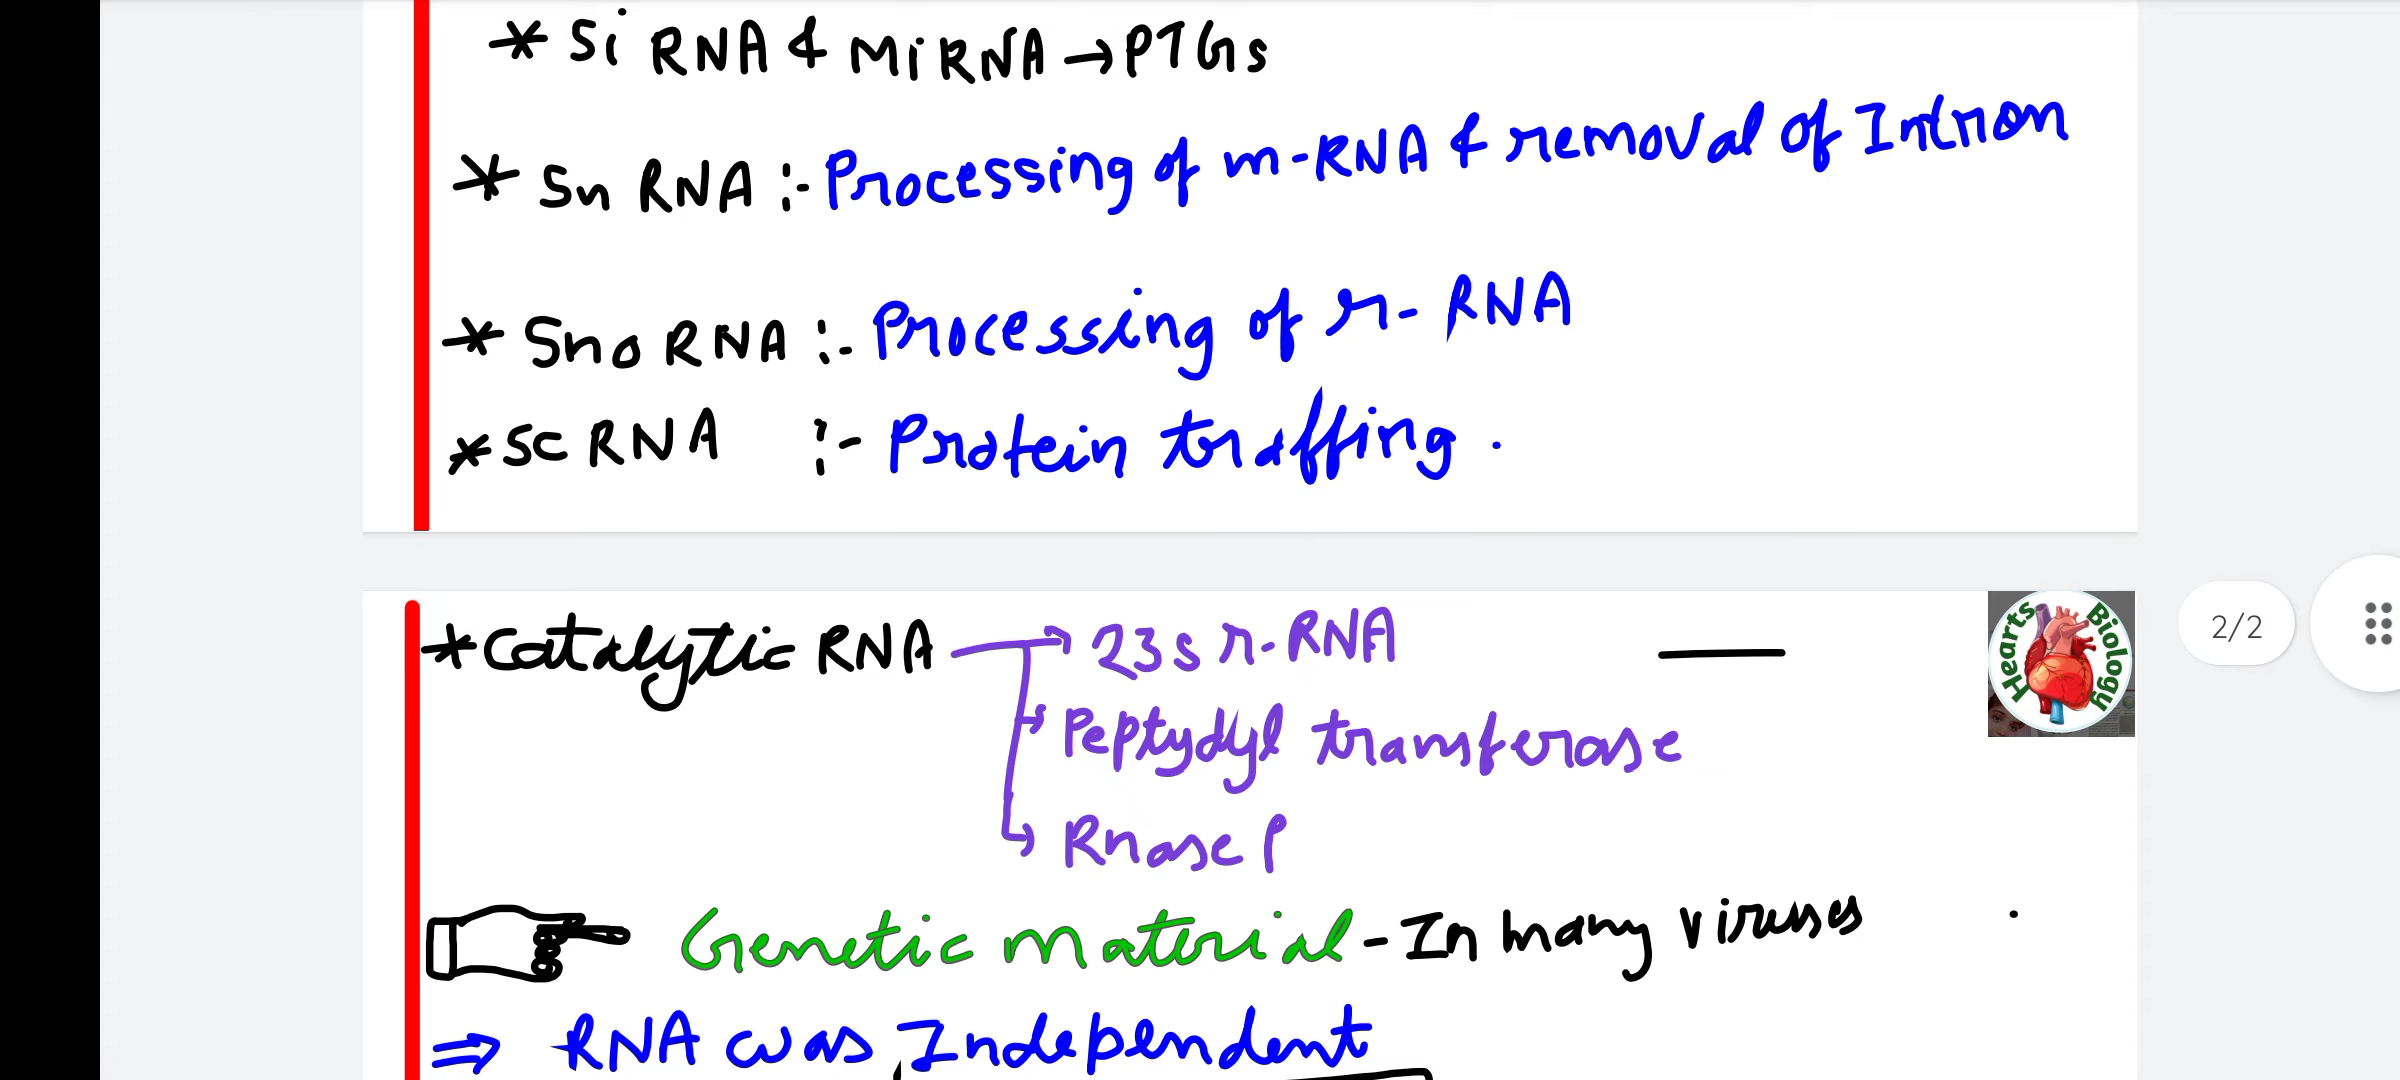 * Si RNA & MiRNA → PTGs
* Sn RNA :- Processing of m-RNA & removal of Intron
* Sno RNA :- Processing of r-RNA
* SC RNA :- Protein traffing.
* Catalytic RNA → 23s r-RNA
→ Peptydyl transferase
→ Rnase P
Genetic material - In many viruses
⇒ RNA was Independent
Hearts Biology
2/2